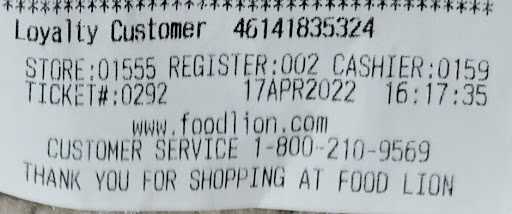 ****************************************
Loyalty Customer 46141835324
STORE:01555 REGISTER:002 CASHIER:0159
TICKET#:0292 17APR2022 16:17:35
www.foodlion.com
CUSTOMER SERVICE 1-800-210-9569
THANK YOU FOR SHOPPING AT FOOD LION